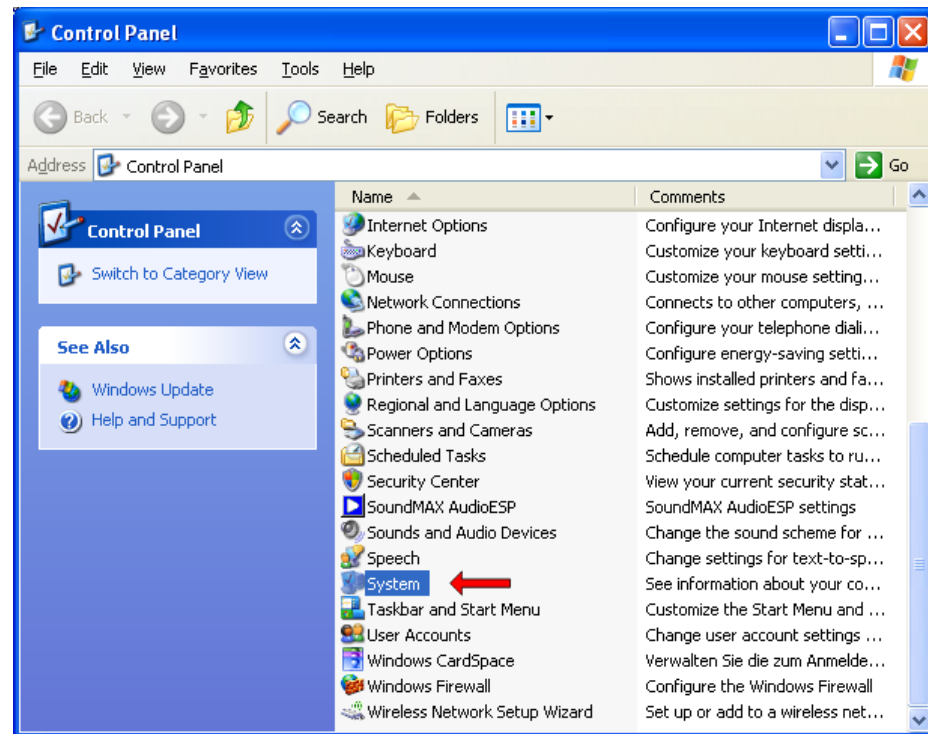 Control Panel
File Edit View Favorites Tools Help
Back Search Folders
Address Control Panel Go
Control Panel
Switch to Category View
See Also
Windows Update
Help and Support
Name Comments
Internet Options Configure your Internet displa...
Keyboard Customize your keyboard setti...
Mouse Customize your mouse setting...
Network Connections Connects to other computers, ...
Phone and Modem Options Configure your telephone diali...
Power Options Configure energy-saving setti...
Printers and Faxes Shows installed printers and fa...
Regional and Language Options Customize settings for the disp...
Scanners and Cameras Add, remove, and configure sc...
Scheduled Tasks Schedule computer tasks to ru...
Security Center View your current security stat...
SoundMAX AudioESP SoundMAX AudioESP settings
Sounds and Audio Devices Change the sound scheme for ...
Speech Change settings for text-to-sp...
System See information about your co...
Taskbar and Start Menu Customize the Start Menu and ...
User Accounts Change user account settings ...
Windows CardSpace Verwalten Sie die zum Anmelde...
Windows Firewall Configure the Windows Firewall
Wireless Network Setup Wizard Set up or add to a wireless net...